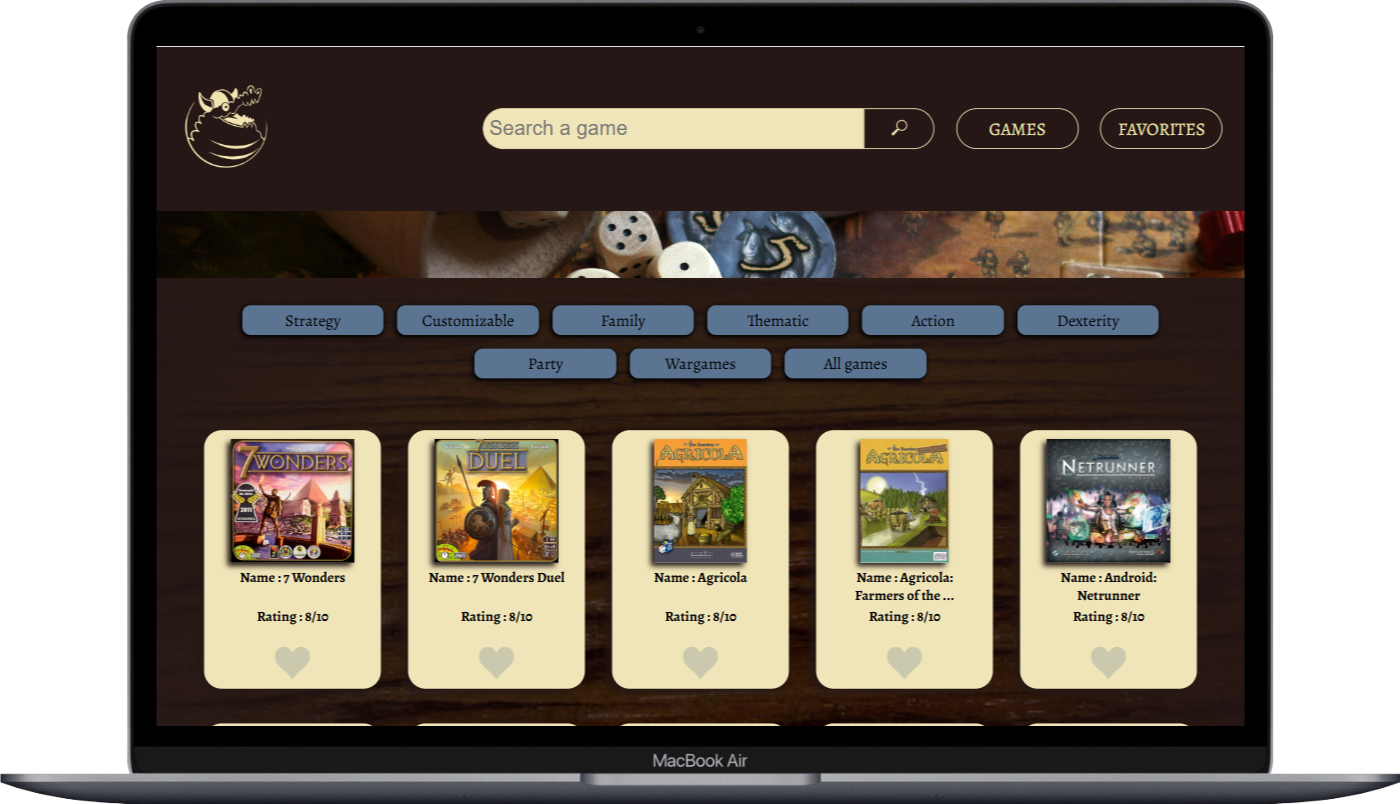 Search a game
GAMES
FAVORITES
Strategy
Customizable
Family
Thematic
Action
Dexterity
Party
Wargames
All games
7 WONDERS
2011
DUEL
AGRICOLA
AGRICOLA
NETRUNNER
Name : 7 Wonders
Name : 7 Wonders Duel
Name : Agricola
Name : Agricola:
Farmers of the ...
Name : Android:
Netrunner
Rating : 8/10
Rating : 8/10
Rating : 8/10
Rating : 8/10
Rating : 8/10
MacBook Air